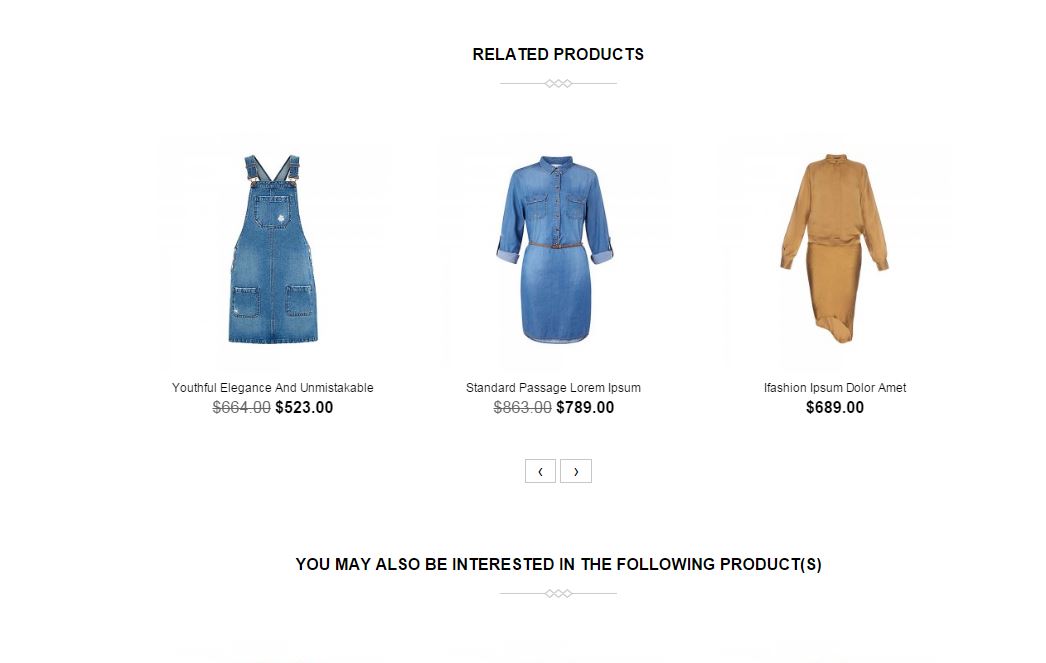 RELATED PRODUCTS
Youthful Elegance And Unmistakable
$664.00 $523.00
Standard Passage Lorem Ipsum
$863.00 $789.00
Ifashion Ipsum Dolor Amet
$689.00
‹ ›
YOU MAY ALSO BE INTERESTED IN THE FOLLOWING PRODUCT(S)